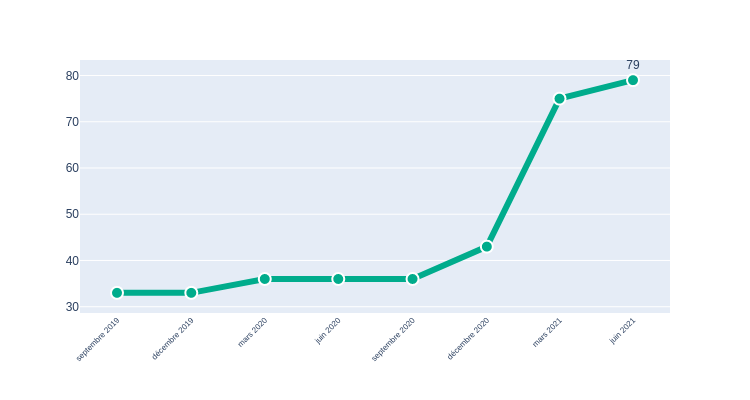 79
80
70
60
50
40
30
septembre 2019
décembre 2019
mars 2020
juin 2020
septembre 2020
décembre 2020
mars 2021
juin 2021